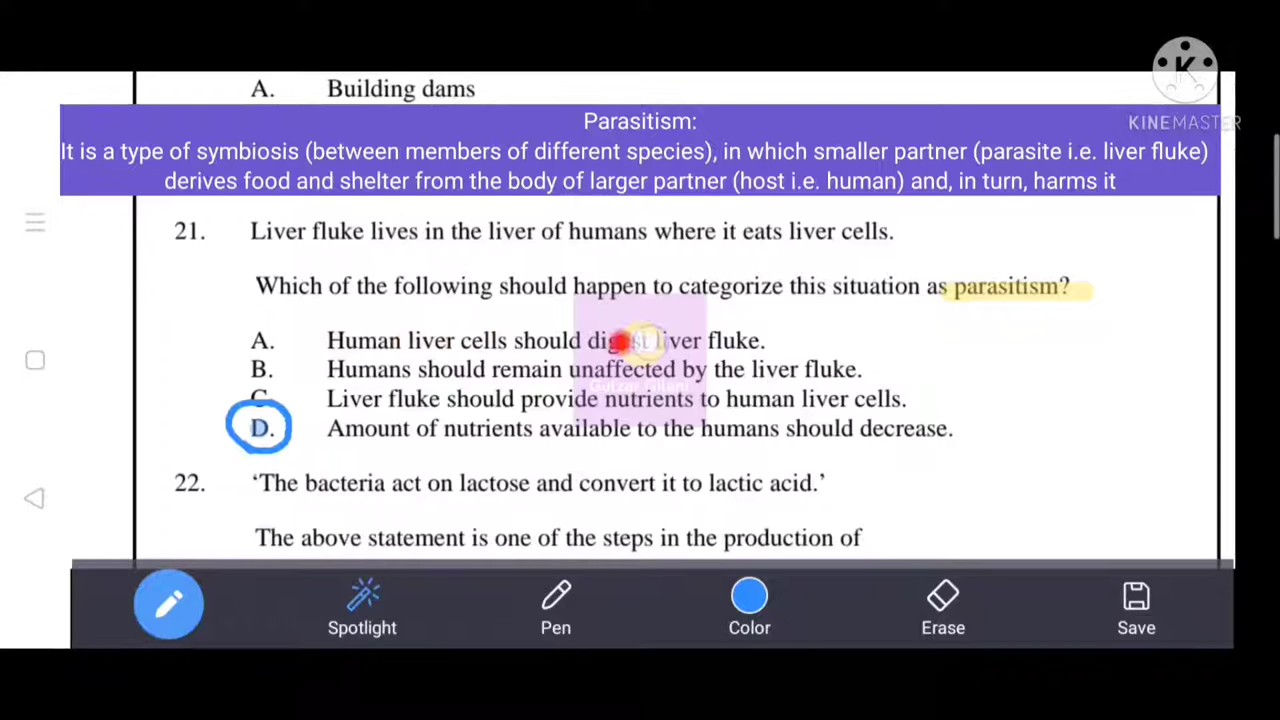 A. Building dams
KINEMASTER
Parasitism:
It is a type of symbiosis (between members of different species), in which smaller partner (parasite i.e. liver fluke)
derives food and shelter from the body of larger partner (host i.e. human) and, in turn, harms it
21. Liver fluke lives in the liver of humans where it eats liver cells.
Which of the following should happen to categorize this situation as parasitism?
A. Human liver cells should digest liver fluke.
B. Humans should remain unaffected by the liver fluke.
C. Liver fluke should provide nutrients to human liver cells.
D. Amount of nutrients available to the humans should decrease.
22. ‘The bacteria act on lactose and convert it to lactic acid.’
The above statement is one of the steps in the production of
Spotlight Pen Color Erase Save